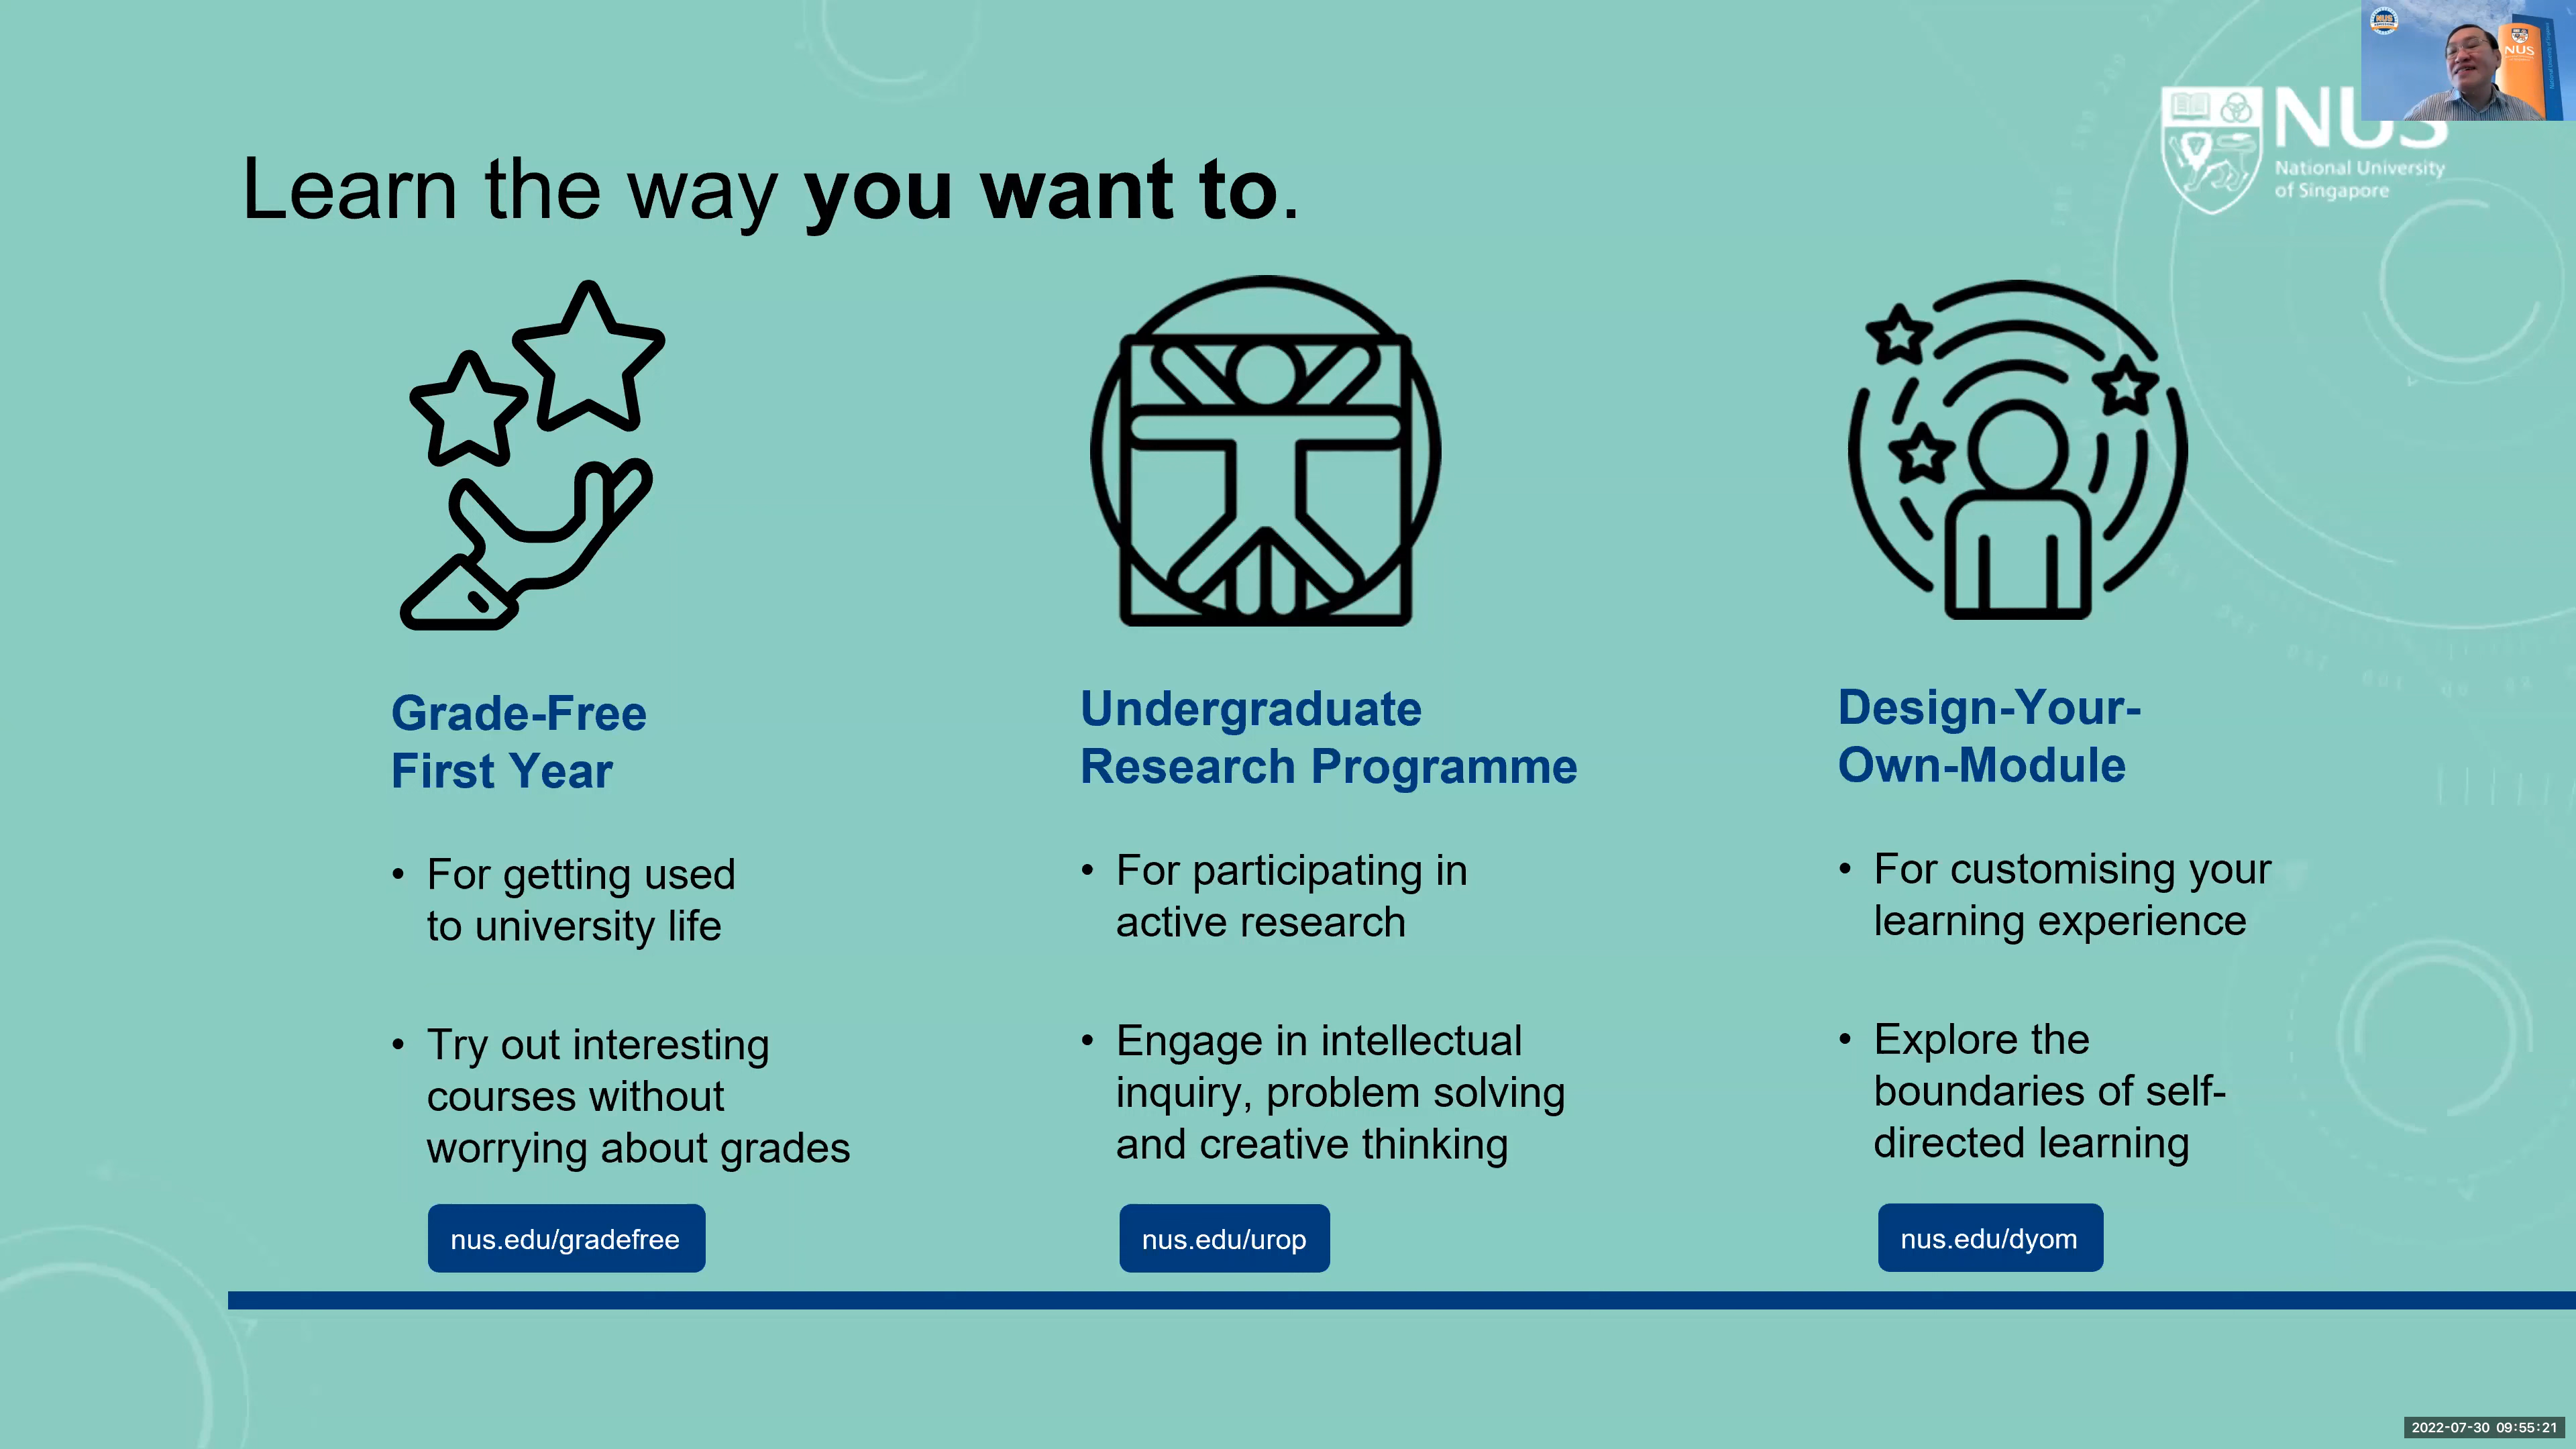 NUS
NUS
Learn the way you want to.
National University
of Singapore
Grade-Free
First Year
• For getting used
to university life
• Try out interesting
courses without
worrying about grades
nus.edu/gradefree
Undergraduate
Research Programme
• For participating in
active research
• Engage in intellectual
inquiry, problem solving
and creative thinking
nus.edu/urop
Design-Your-
Own-Module
• For customising your
learning experience
• Explore the
boundaries of self-
directed learning
nus.edu/dyom
2022-07-30 09:55:21